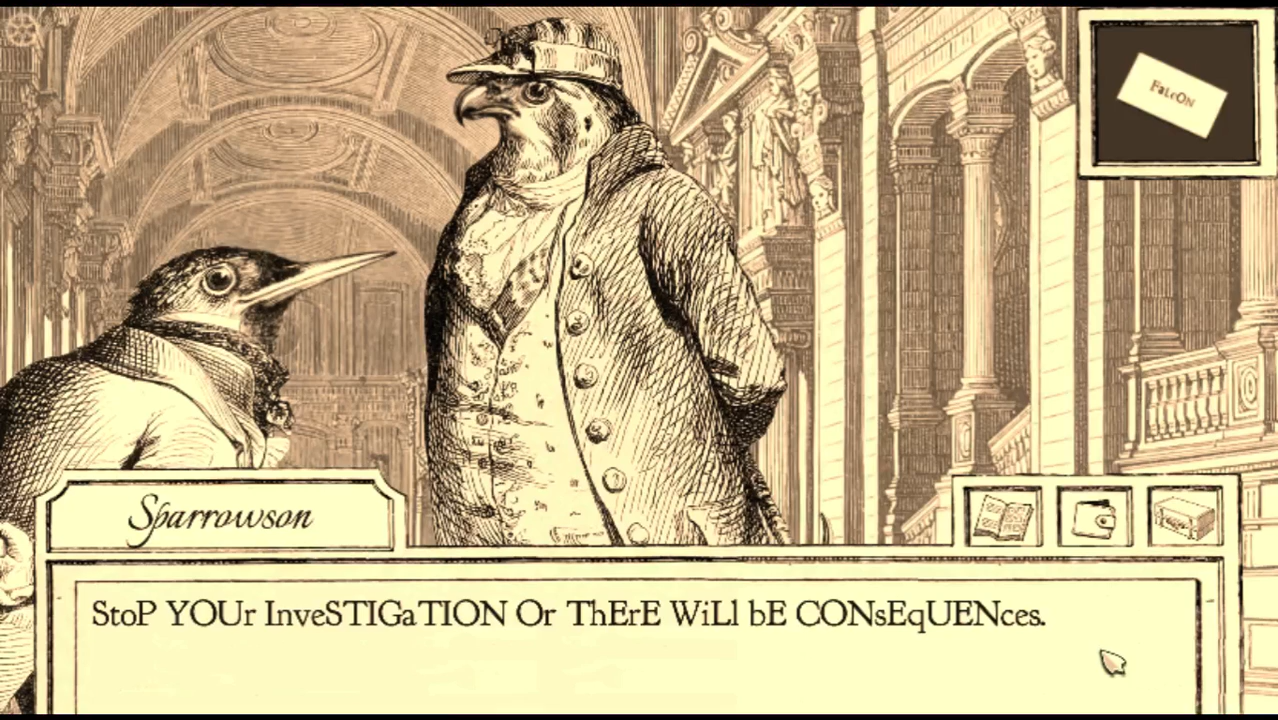 FaLcON
Sparrowson
StoP YOUr InveSTIGaTION Or ThErE WiLl bE CONsEqUENces.